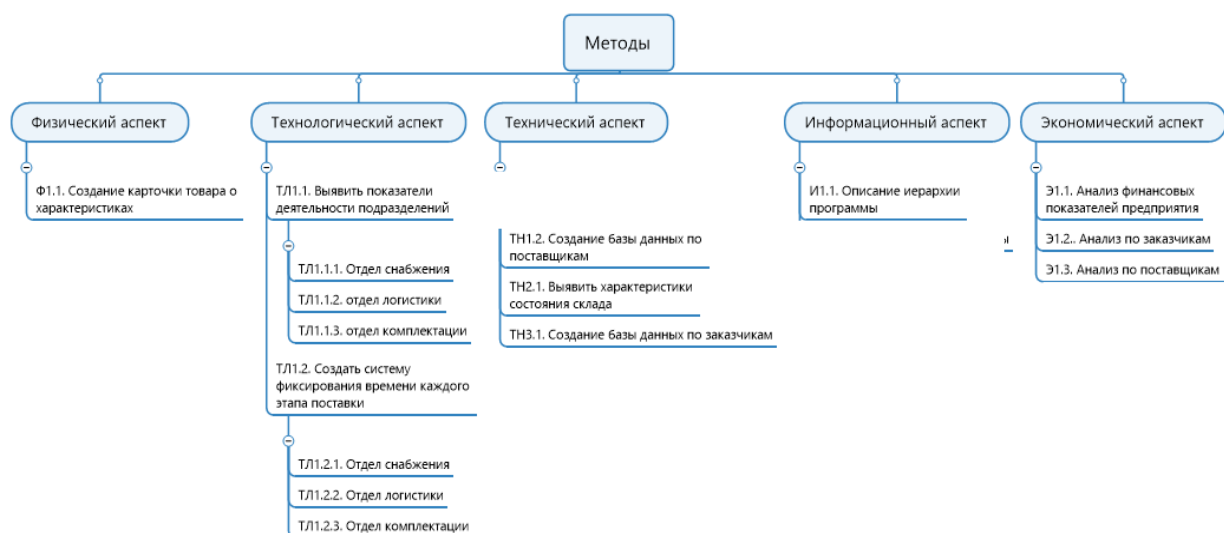 Методы
Физический аспект
Ф1.1. Создание карточки товара о
характеристиках
Технологический аспект
ТЛ1.1. Выявить показатели
деятельности подразделений
ТЛ1.1.1. Отдел снабжения
ТЛ1.1.2. отдел логистики
ТЛ1.1.3. отдел комплектации
ТЛ1.2. Создать систему
фиксирования времени каждого
этапа поставки
ТЛ1.2.1. Отдел снабжения
ТЛ1.2.2. Отдел логистики
ТЛ1.2.3. Отдел комплектации
Технический аспект
ТН1.2. Создание базы данных по
поставщикам
ТН2.1. Выявить характеристики
состояния склада
ТН3.1. Создание базы данных по заказчикам
Информационный аспект
И1.1. Описание иерархии
программы
Экономический аспект
Э1.1. Анализ финансовых
показателей предприятия
Э1.2.. Анализ по заказчикам
Э1.3. Анализ по поставщикам